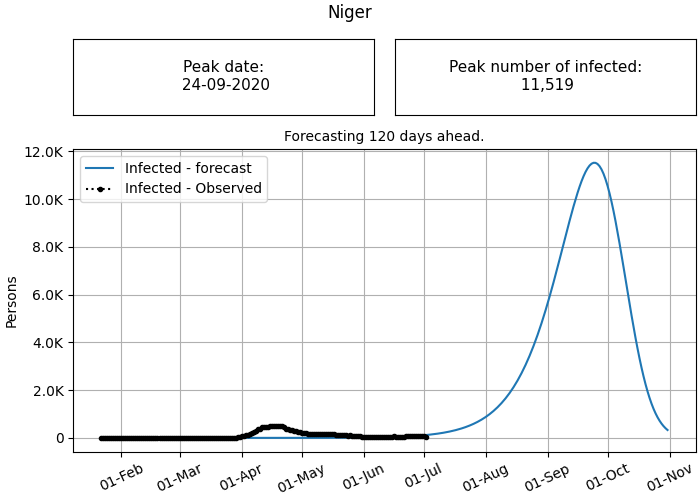 Niger
Peak date:
24-09-2020
Peak number of infected:
11,519
Forecasting 120 days ahead.
Infected - forecast
Infected - Observed
Persons
12.0K
10.0K
8.0K
6.0K
4.0K
2.0K
0
01-Feb
01-Mar
01-Apr
01-May
01-Jun
01-Jul
01-Aug
01-Sep
01-Oct
01-Nov